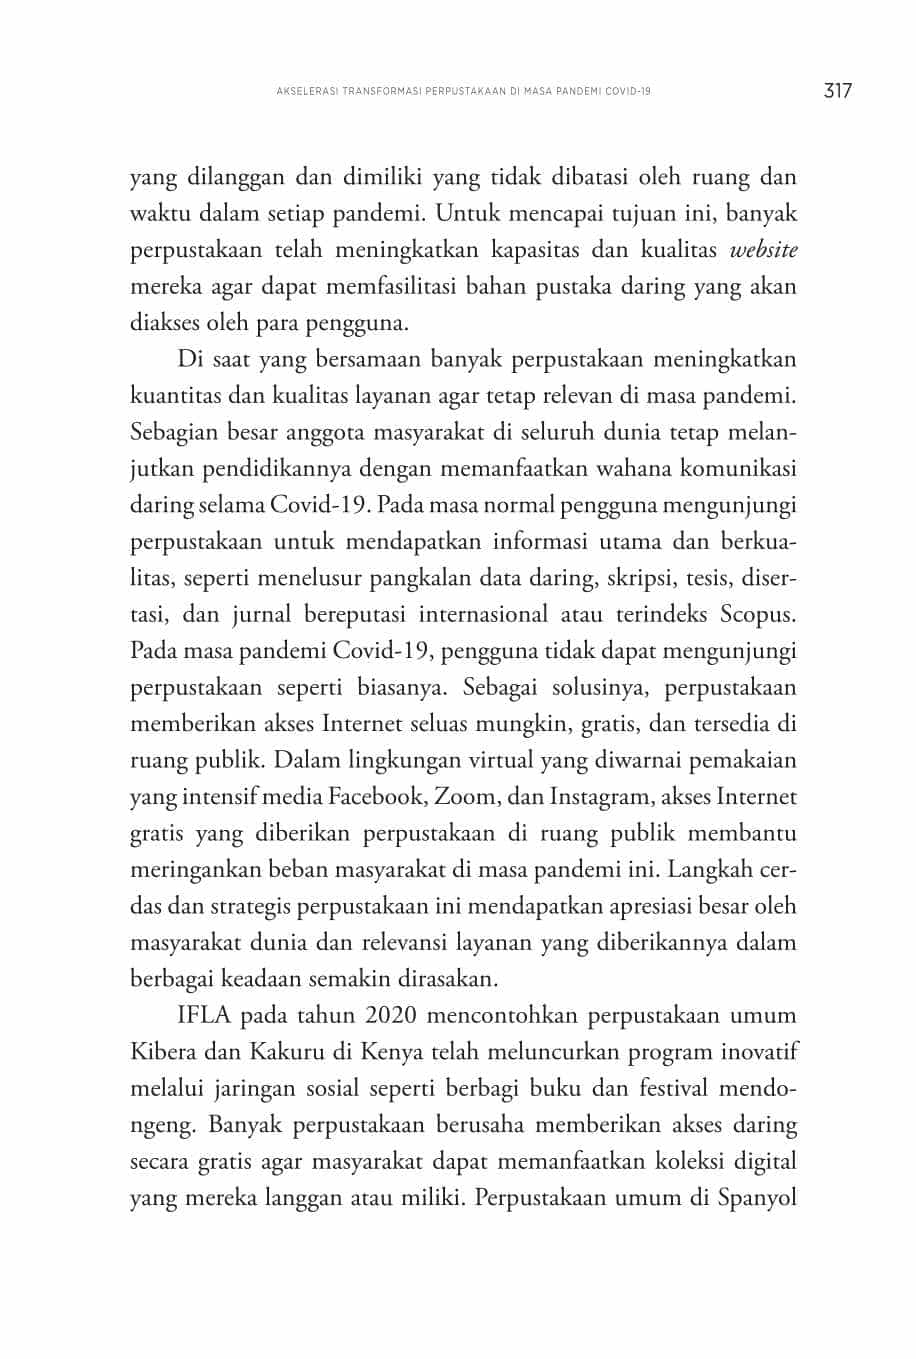 AKSELERASI TRANSFORMASI PERPUSTAKAAN DI MASA PANDEMI COVID-19 317
yang dilanggan dan dimiliki yang tidak dibatasi oleh ruang dan
waktu dalam setiap pandemi. Untuk mencapai tujuan ini, banyak
perpustakaan telah meningkatkan kapasitas dan kualitas website
mereka agar dapat memfasilitasi bahan pustaka daring yang akan
diakses oleh para pengguna.
Di saat yang bersamaan banyak perpustakaan meningkatkan
kuantitas dan kualitas layanan agar tetap relevan di masa pandemi.
Sebagian besar anggota masyarakat di seluruh dunia tetap melan-
jutkan pendidikannya dengan memanfaatkan wahana komunikasi
daring selama Covid-19. Pada masa normal pengguna mengunjungi
perpustakaan untuk mendapatkan informasi utama dan berkua-
litas, seperti menelusur pangkalan data daring, skripsi, tesis, diser-
tasi, dan jurnal bereputasi internasional atau terindeks Scopus.
Pada masa pandemi Covid-19, pengguna tidak dapat mengunjungi
perpustakaan seperti biasanya. Sebagai solusinya, perpustakaan
memberikan akses Internet seluas mungkin, gratis, dan tersedia di
ruang publik. Dalam lingkungan virtual yang diwarnai pemakaian
yang intensif media Facebook, Zoom, dan Instagram, akses Internet
gratis yang diberikan perpustakaan di ruang publik membantu
meringankan beban masyarakat di masa pandemi ini. Langkah cer-
das dan strategis perpustakaan ini mendapatkan apresiasi besar oleh
masyarakat dunia dan relevansi layanan yang diberikannya dalam
berbagai keadaan semakin dirasakan.
IFLA pada tahun 2020 mencontohkan perpustakaan umum
Kibera dan Kakuru di Kenya telah meluncurkan program inovatif
melalui jaringan sosial seperti berbagi buku dan festival mendo-
ngeng. Banyak perpustakaan berusaha memberikan akses daring
secara gratis agar masyarakat dapat memanfaatkan koleksi digital
yang mereka langgan atau miliki. Perpustakaan umum di Spanyol